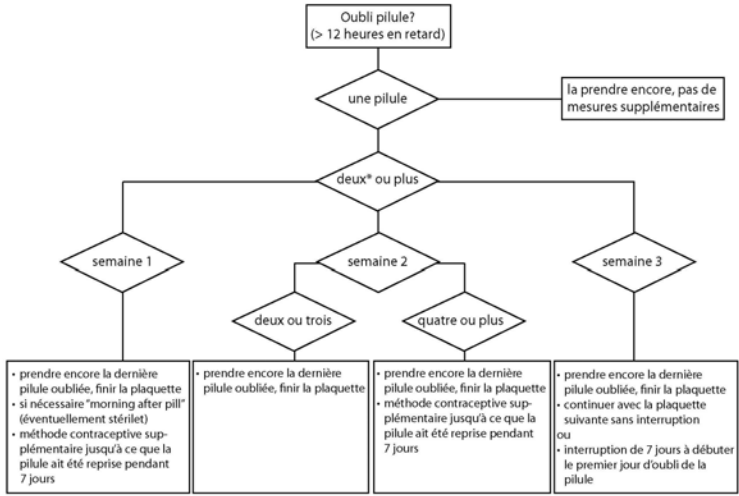 Oubli pilule?
(> 12 heures en retard)
une pilule
la prendre encore, pas de
mesures supplémentaires
deux* ou plus
semaine 1
semaine 2
semaine 3
deux ou trois
quatre ou plus
• prendre encore la dernière
pilule oubliée, finir la plaquette
• si nécessaire “morning after pill”
(éventuellement stérilet)
• méthode contraceptive sup-
plémentaire jusqu’à ce que la
pilule ait été reprise pendant
7 jours
• prendre encore la dernière
pilule oubliée, finir la plaquette
• prendre encore la dernière
pilule oubliée, finir la plaquette
• méthode contraceptive sup-
plémentaire jusqu’à ce que la
pilule ait été reprise pendant
7 jours
• prendre encore la dernière
pilule oubliée, finir la plaquette
• continuer avec la plaquette
suivante sans interruption
ou
• interruption de 7 jours à débuter
le premier jour d’oubli de la
pilule